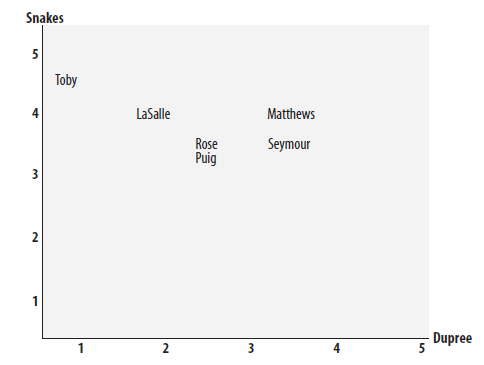 Snakes
5
Toby
4
LaSalle
Matthews
Rose
Seymour
Puig
3
2
1
Dupree
1
2
3
4
5